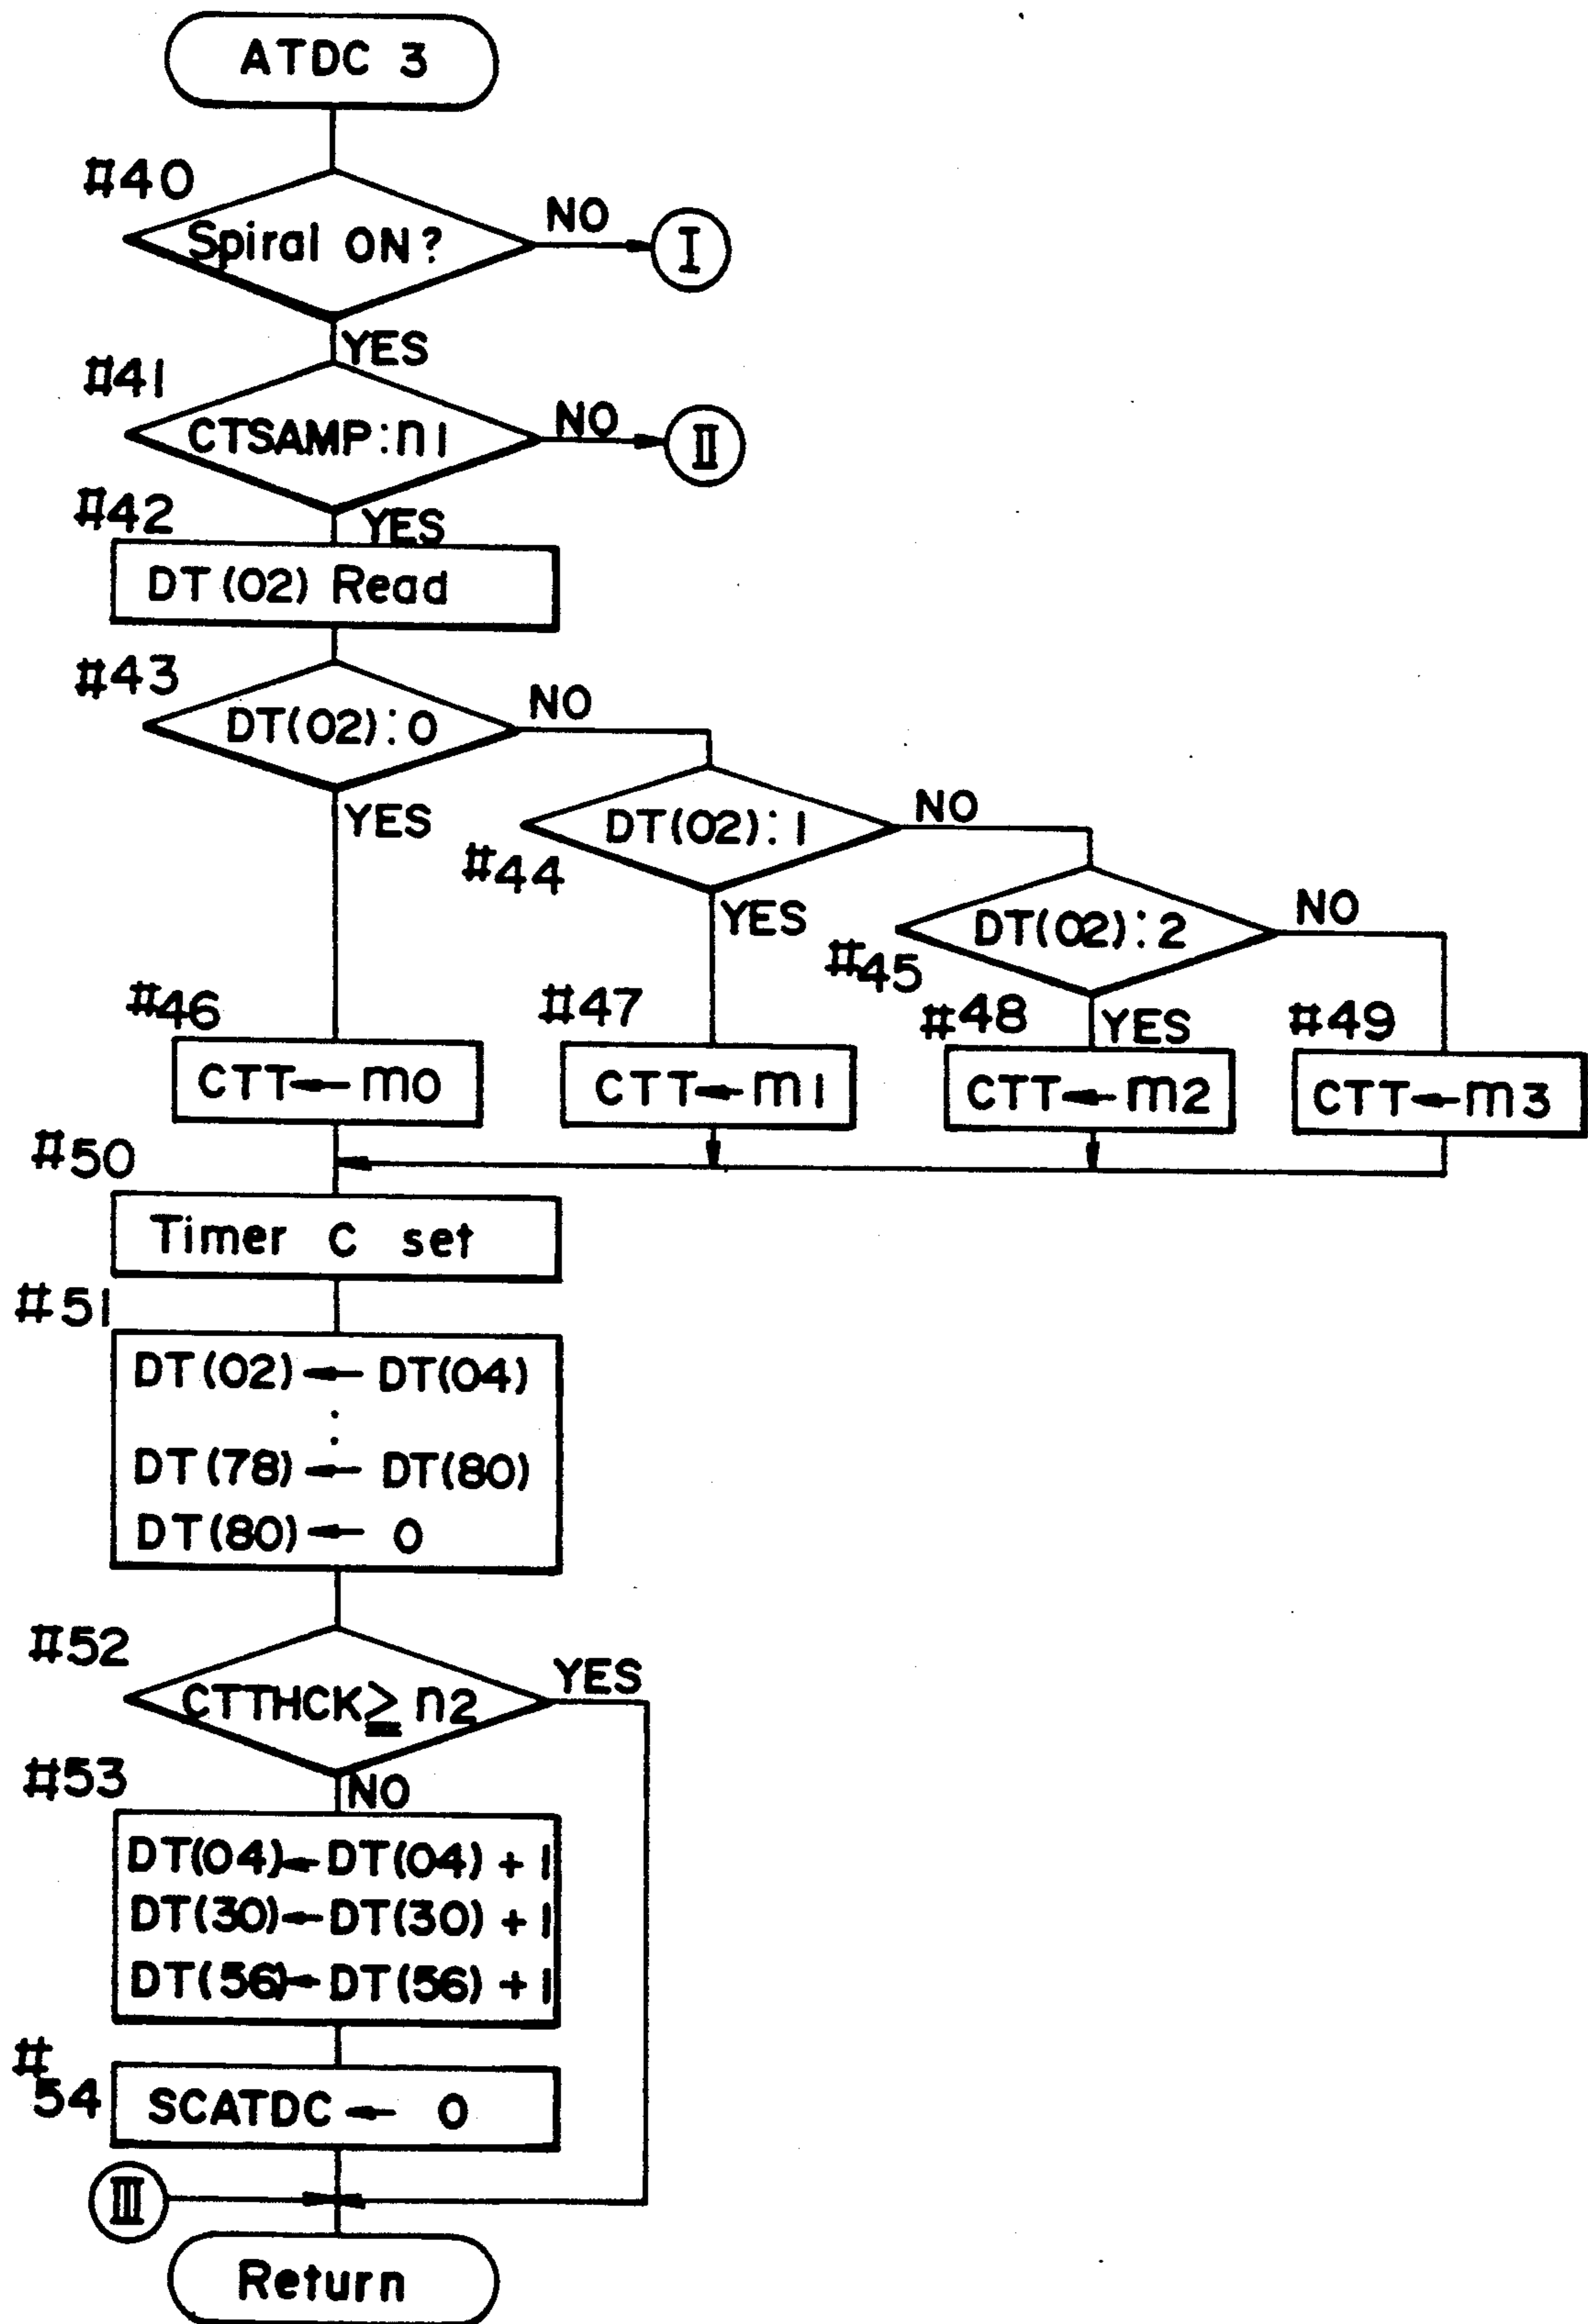 ATDC 3
#40
Spiral ON?
NO
I
YES
#41
CTSAMP:n1
NO
II
#42
YES
DT(02) Read
#43
DT(02):0
NO
YES
DT(02):1
NO
#44
YES
DT(02):2
NO
#45
#46
#47
#48
YES
#49
CTT←m0
CTT←m1
CTT←m2
CTT←m3
#50
Timer C set
#51
DT(02) ← DT(04)
:
DT(78) ← DT(80)
DT(80) ← 0
#52
CTTHCK≧n2
YES
#53
NO
DT(04)←DT(04)+1
DT(30)←DT(30)+1
DT(56)←DT(56)+1
#54
SCATDC ← 0
III
Return